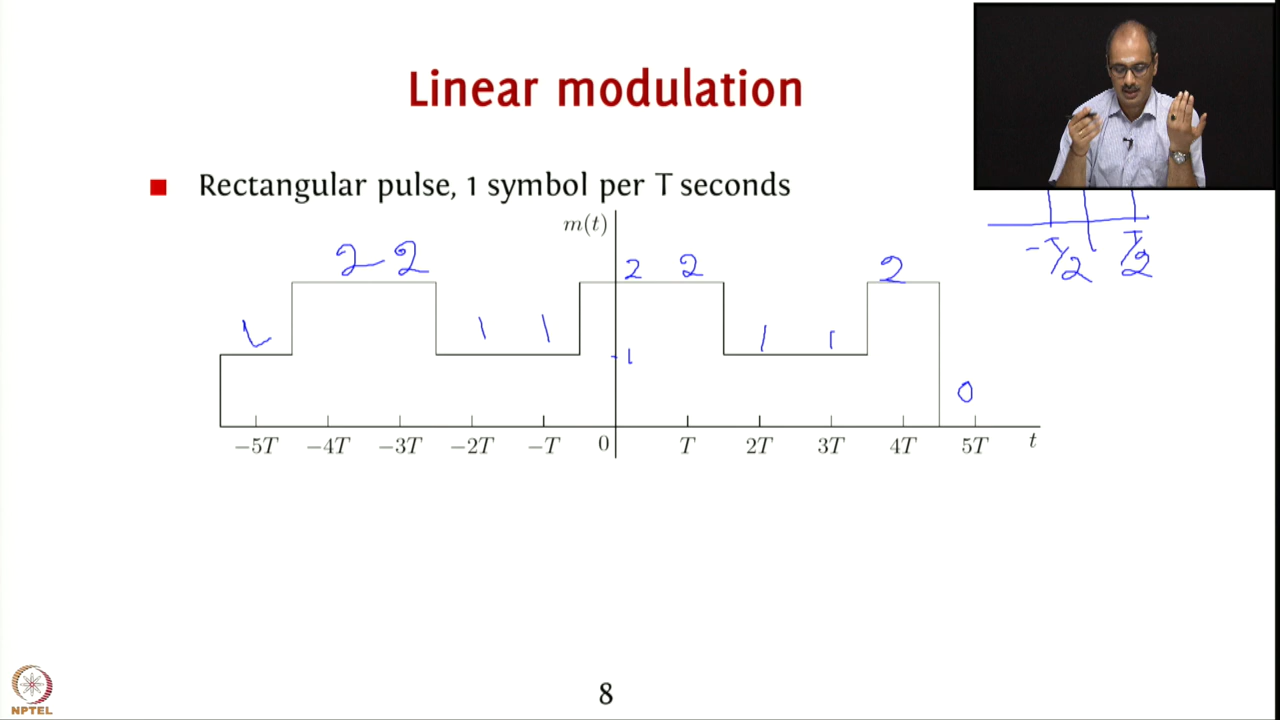 Linear modulation
Rectangular pulse, 1 symbol per T seconds
m(t)
-T/2 T/2
2 2 2 2 2
1 1 1 1
1
0
−5T −4T −3T −2T −T 0 T 2T 3T 4T 5T t
8
NPTEL